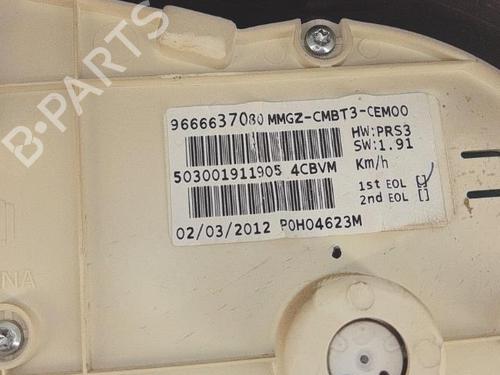 B-PARTS
9666637080 MMGZ-CMBT3-CEM00
HW:PRS3
SW:1.91
503001911905 4CBVM
Km/h
1st EOL [ ]
2nd EOL [ ]
02/03/2012 P0H04623M